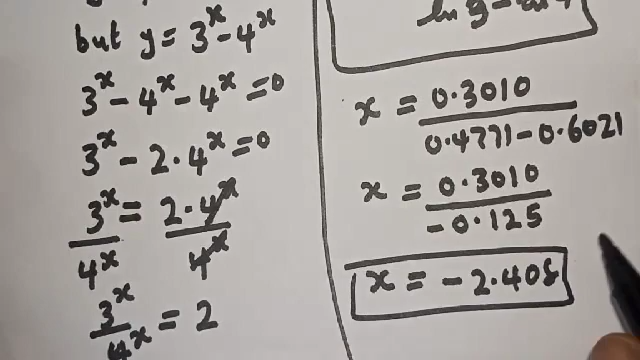 but y = 3^x - 4^x
3^x - 4^x - 4^x = 0
3^x - 2 · 4^x = 0
3^x/4^x = 2 · 4^x/4^x
3^x/4^x = 2
x = 0.3010/0.4771 - 0.6021
x = 0.3010/-0.125
x = -2.408